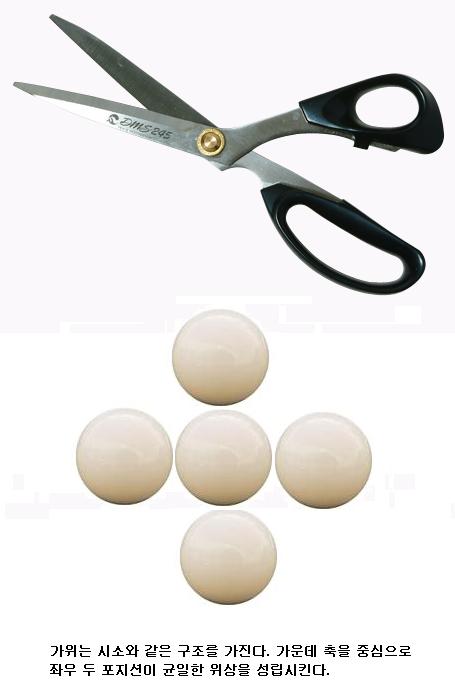 DMS-245
가위는 시소와 같은 구조를 가진다. 가운데 축을 중심으로
좌우 두 포지션이 균일한 위상을 성립시킨다.